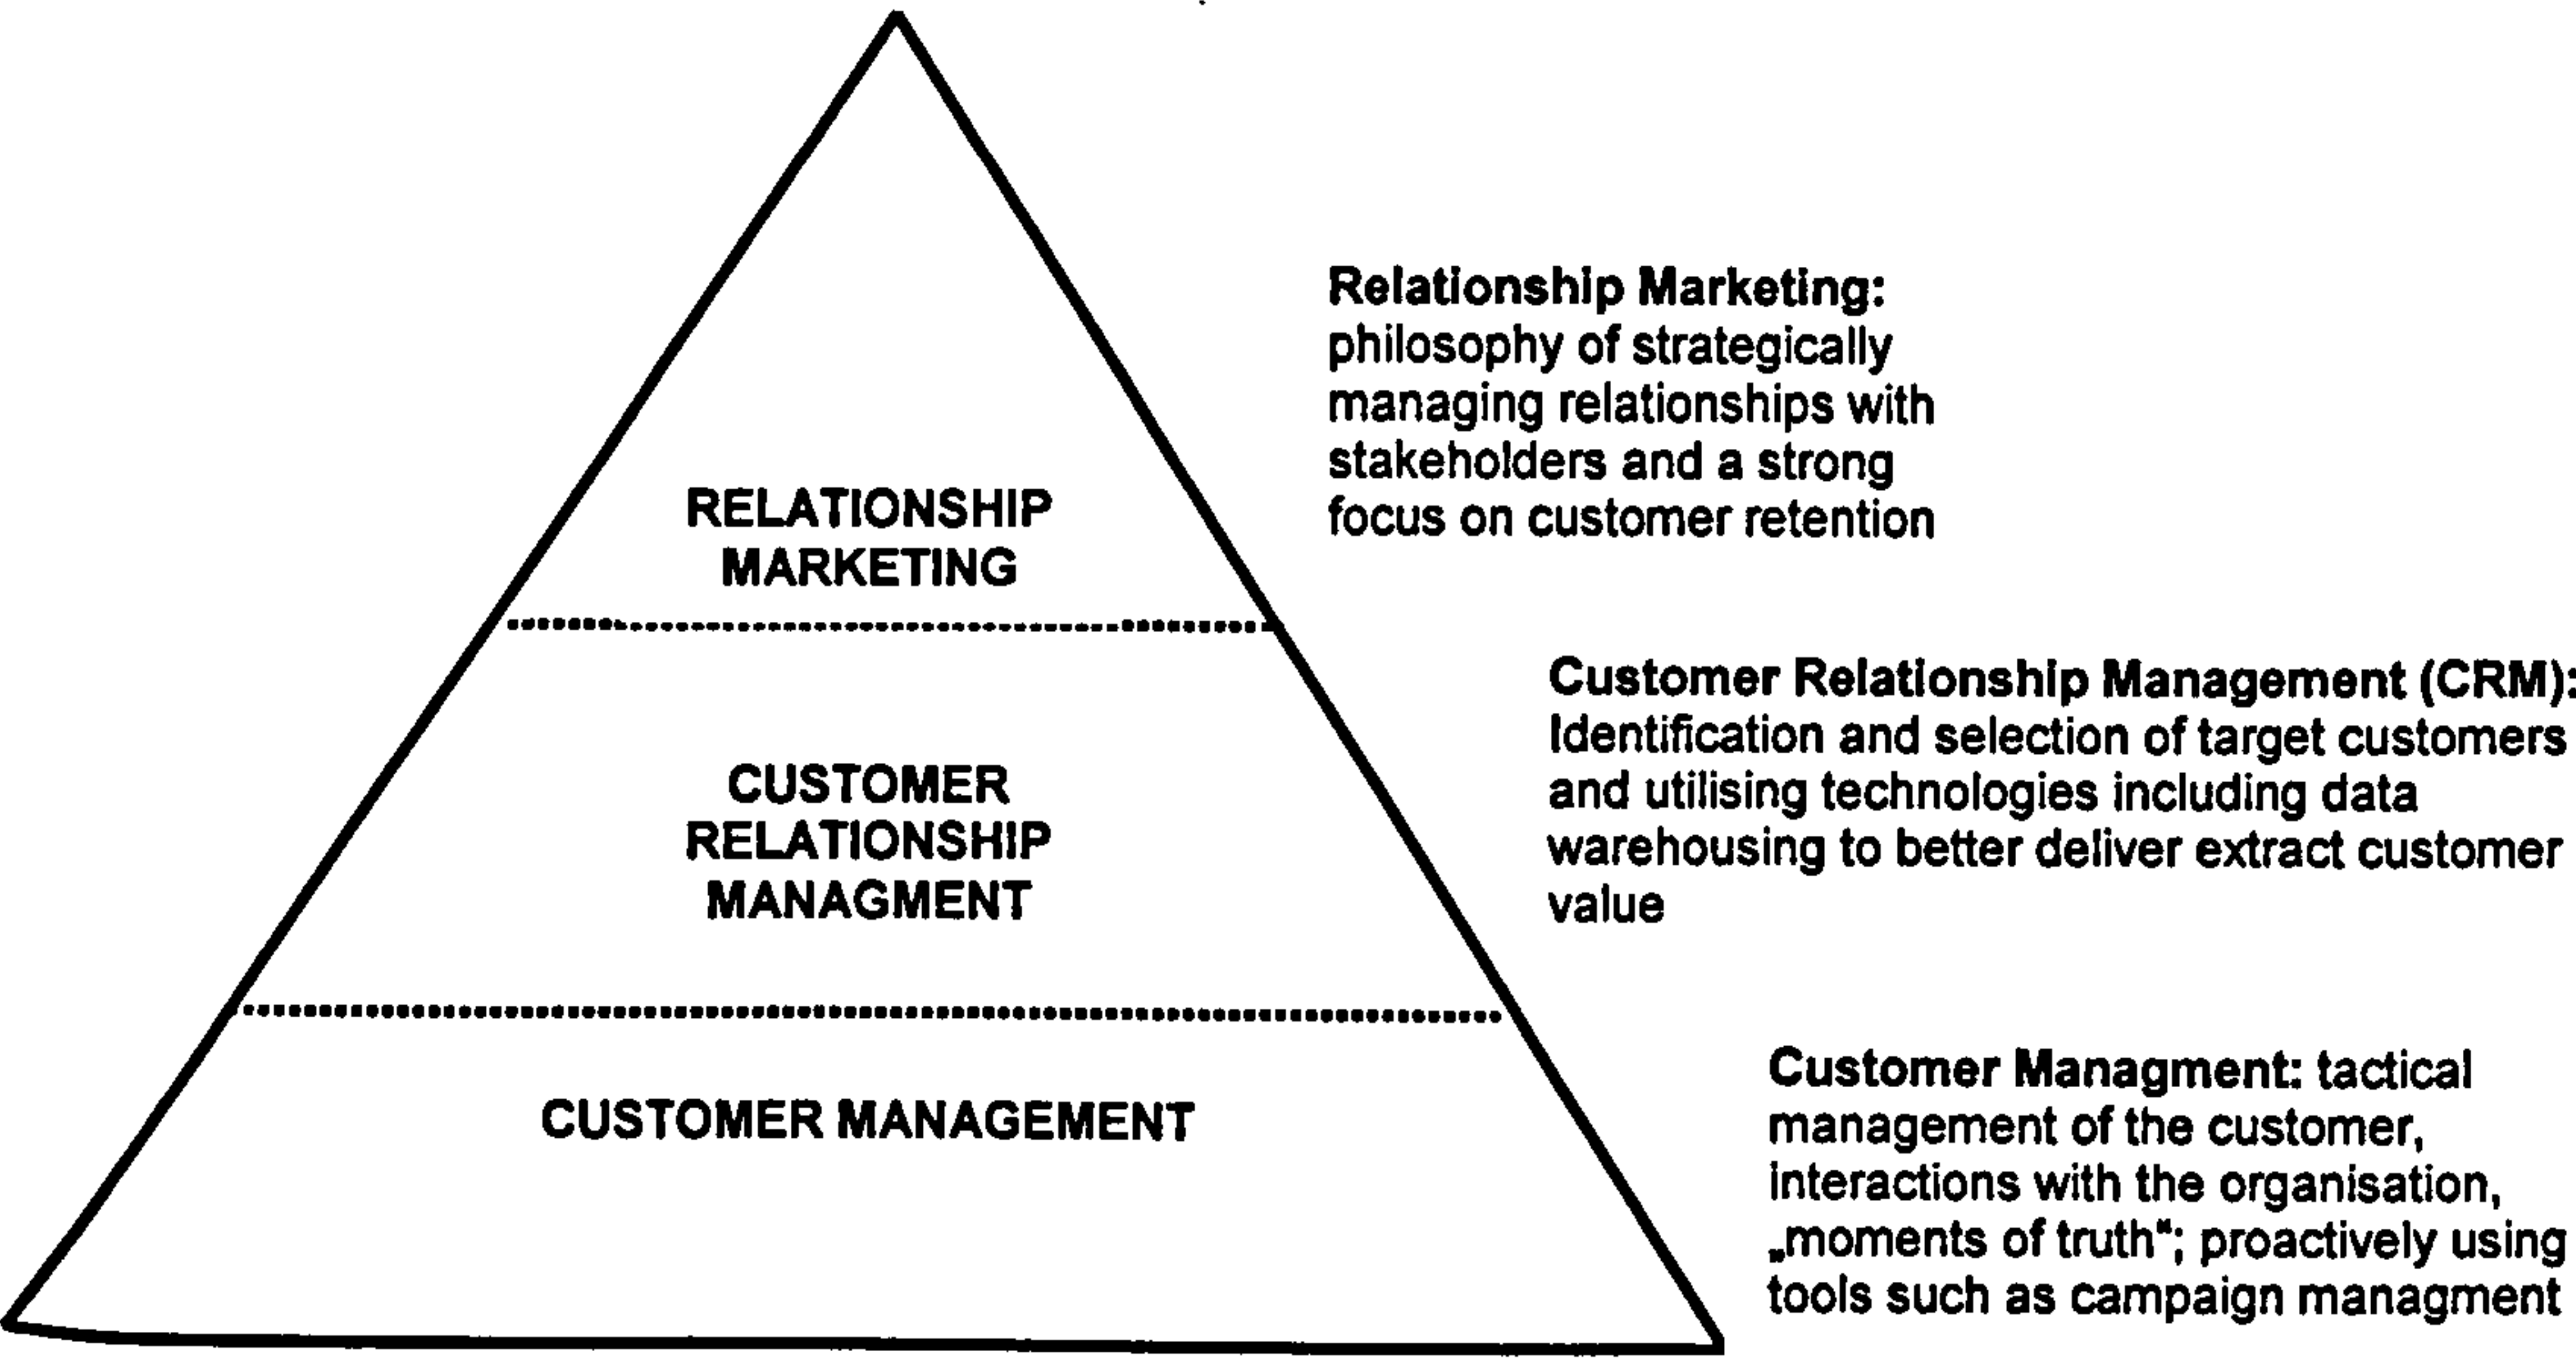 RELATIONSHIP
MARKETING
Relationship Marketing:
philosophy of strategically
managing relationships with
stakeholders and a strong
focus on customer retention
CUSTOMER
RELATIONSHIP
MANAGMENT
Customer Relationship Management (CRM):
Identification and selection of target customers
and utilising technologies including data
warehousing to better deliver extract customer
value
CUSTOMER MANAGEMENT
Customer Managment: tactical
management of the customer,
interactions with the organisation,
„moments of truth“; proactively using
tools such as campaign managment